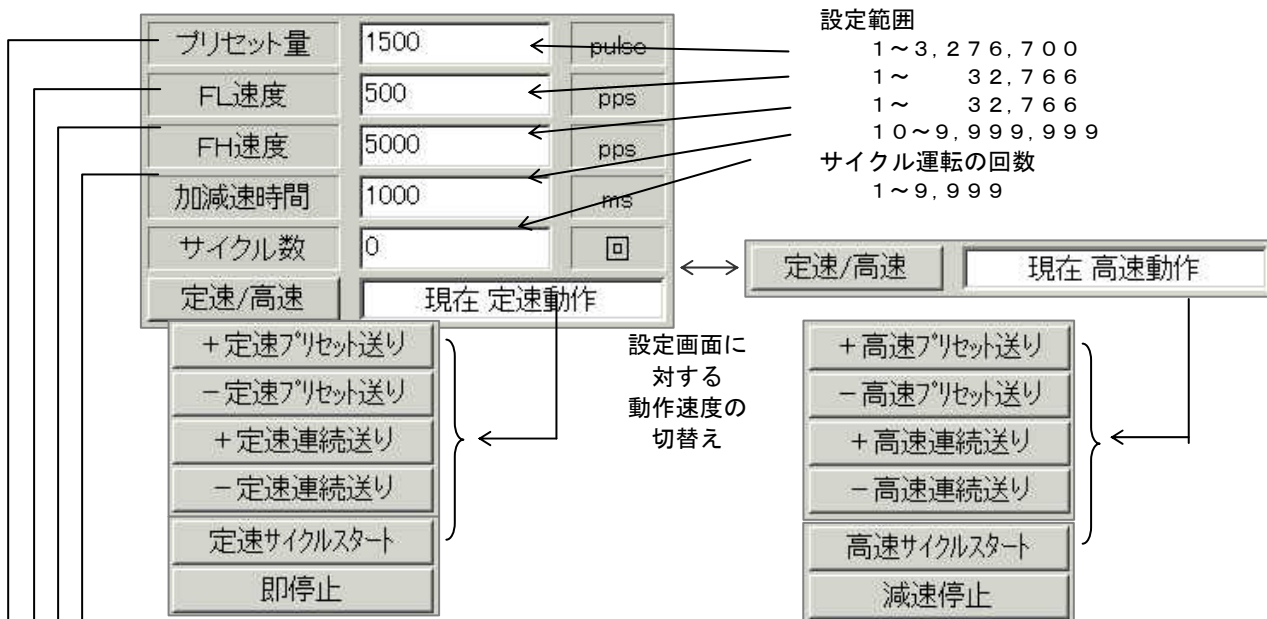 プリセット量 1500 pulse
FL速度 500 pps
FH速度 5000 pps
加減速時間 1000 ms
サイクル数 0 回
定速/高速 現在 定速動作
設定範囲
1~3,276,700
1~ 32,766
1~ 32,766
10~9,999,999
サイクル運転の回数
1~9,999
定速/高速 現在 高速動作
+定速プリセット送り
-定速プリセット送り
+定速連続送り
-定速連続送り
定速サイクルスタート
即停止
設定画面に
対する
動作速度の
切替え
+高速プリセット送り
-高速プリセット送り
+高速連続送り
-高速連続送り
高速サイクルスタート
減速停止